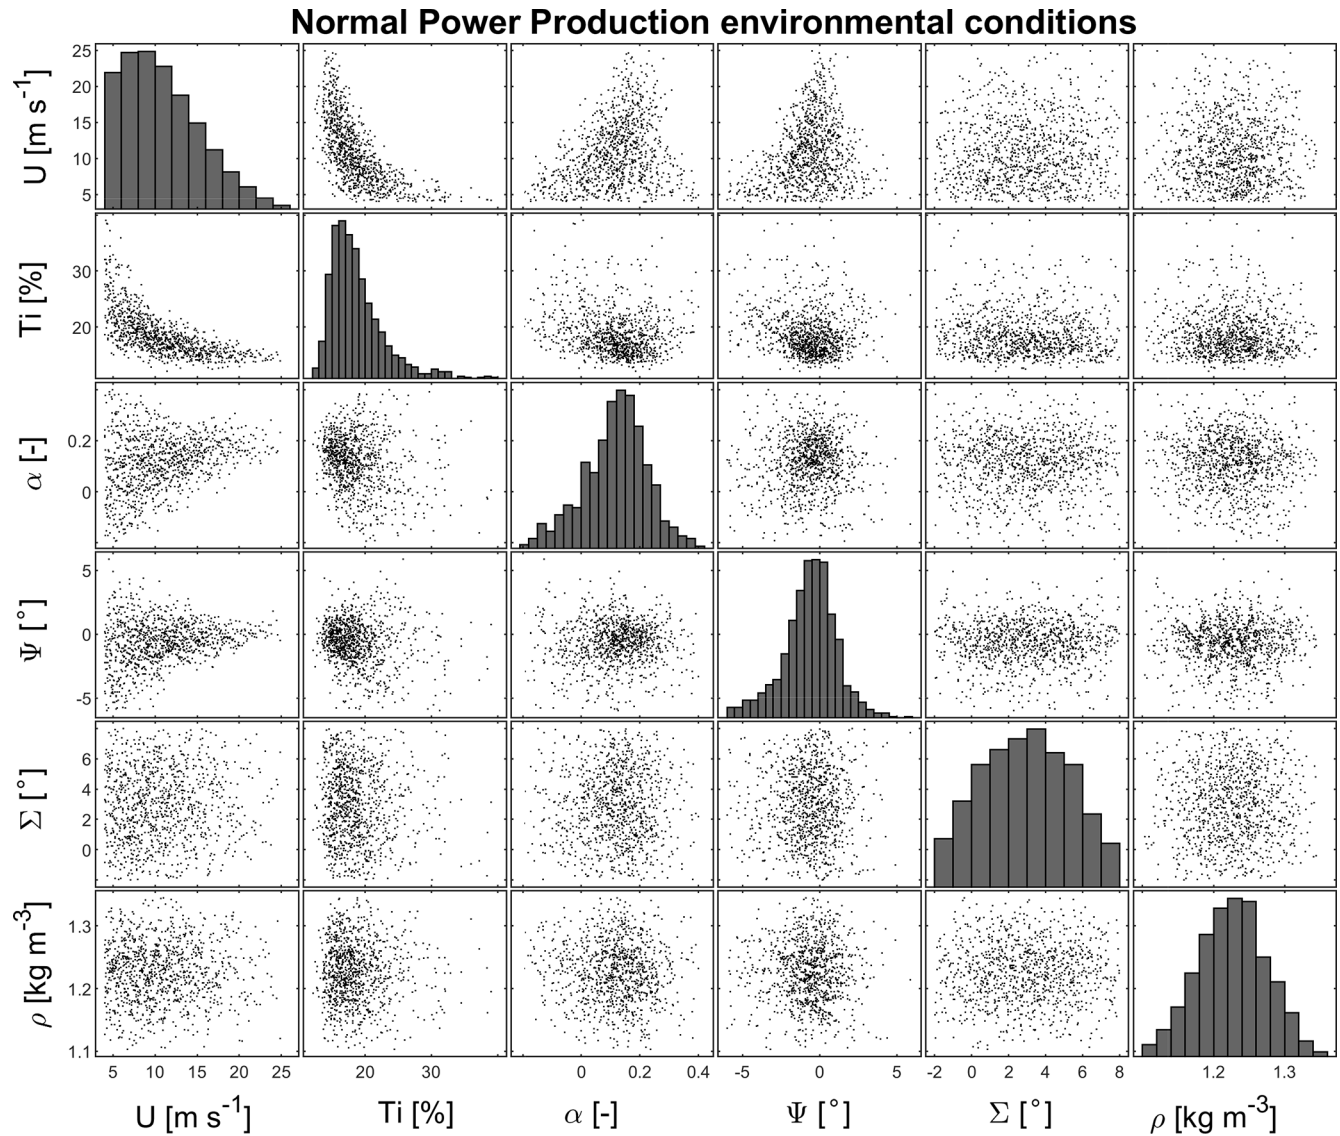 Normal Power Production environmental conditions
U [m s⁻¹]
25
20
15
10
5
Ti [%]
30
20
α [-]
0.2
0
Ψ [°]
5
0
-5
Σ [°]
6
4
2
0
ρ [kg m⁻³]
1.3
1.2
1.1
5 10 15 20 25 20 30 0 0.2 0.4 -5 0 5 -2 0 2 4 6 8 1.2 1.3
U [m s⁻¹] Ti [%] α [-] Ψ [°] Σ [°] ρ [kg m⁻³]